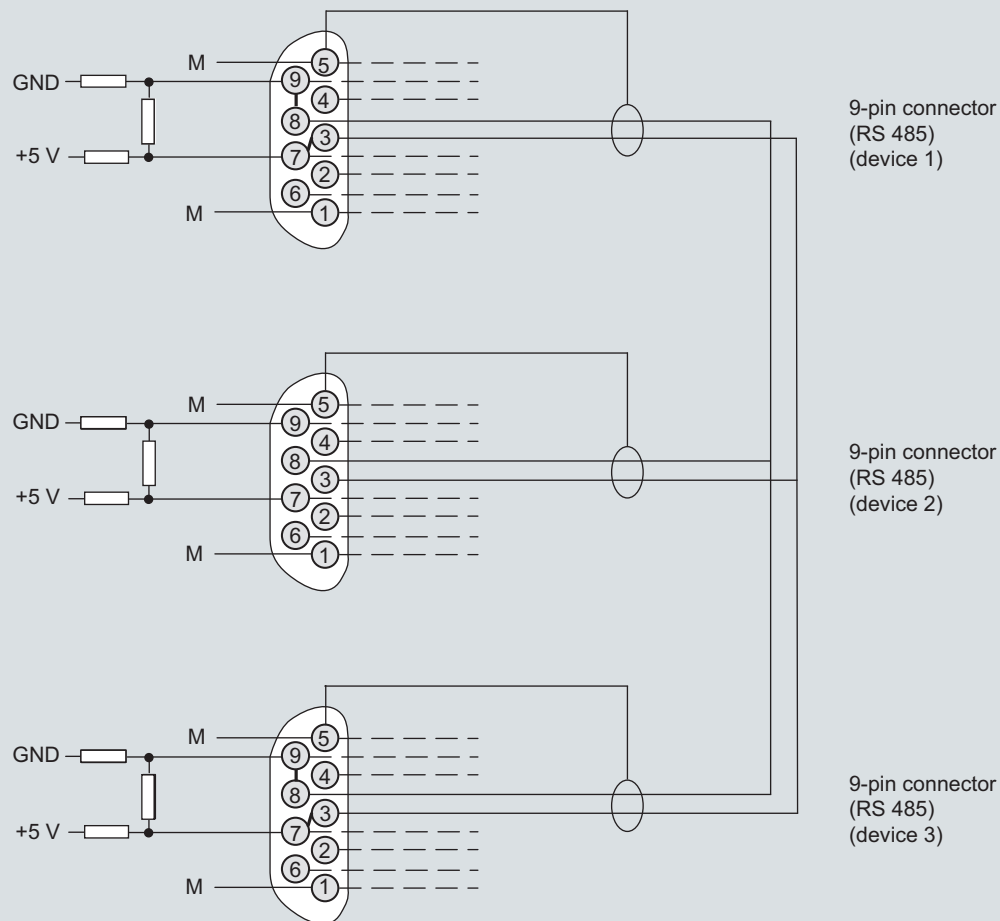 M
5
GND
9
4
8
3
+5 V
7
2
6
M
1
9-pin connector
(RS 485)
(device 1)
M
5
GND
9
4
8
3
+5 V
7
2
6
M
1
9-pin connector
(RS 485)
(device 2)
M
5
GND
9
4
8
3
+5 V
7
2
6
M
1
9-pin connector
(RS 485)
(device 3)